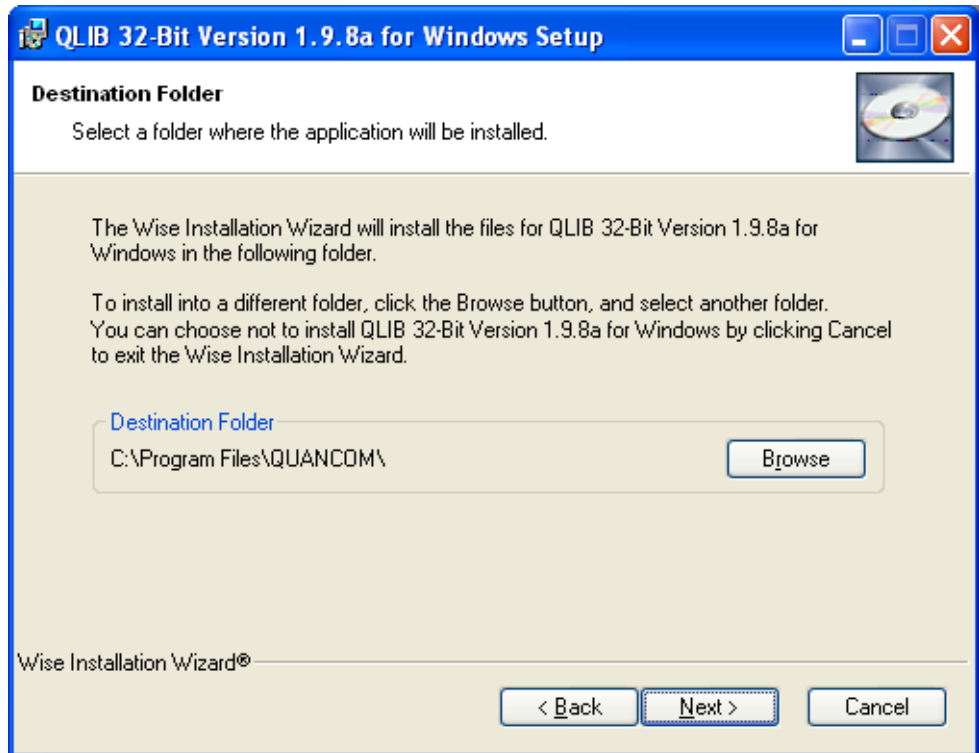 QLIB 32-Bit Version 1.9.8a for Windows Setup
Destination Folder
Select a folder where the application will be installed.
The Wise Installation Wizard will install the files for QLIB 32-Bit Version 1.9.8a for
Windows in the following folder.
To install into a different folder, click the Browse button, and select another folder.
You can choose not to install QLIB 32-Bit Version 1.9.8a for Windows by clicking Cancel
to exit the Wise Installation Wizard.
Destination Folder
C:\Program Files\QUANCOM\
Browse
Wise Installation Wizard®
< Back
Next >
Cancel